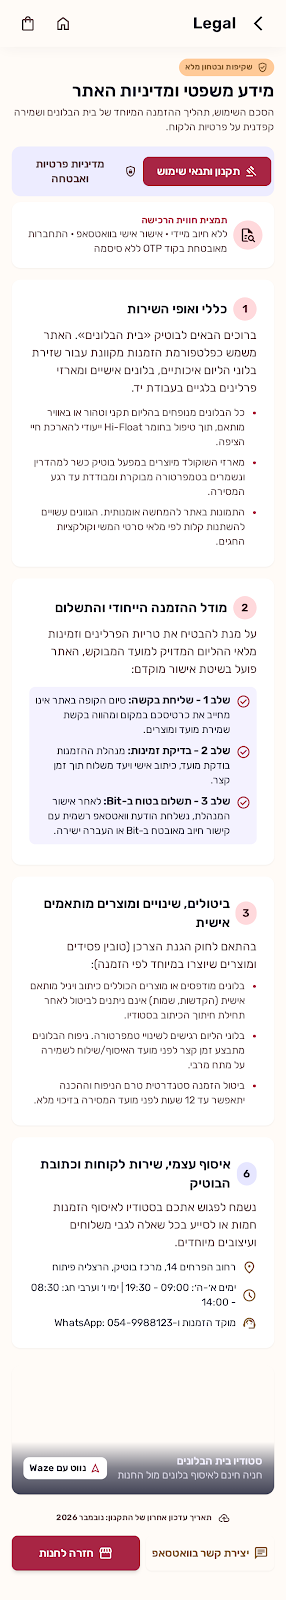 Legal
שקיפות ובטחון מלא
מידע משפטי ומדיניות האתר
הסכם השימוש, תהליך ההזמנה המיוחד של בית הבלונים ושמירה
קפדנית על פרטיות הלקוח.
תקנון ותנאי שימוש
מדיניות פרטיות
ואבטחה
תמצית חווית הרכישה
ללא חיוב מיידי • אישור אישי בוואטסאפ • התחברות
מאובטחת בקוד OTP ללא סיסמה
1
כללי ואופי השירות
ברוכים הבאים לבוטיק «בית הבלונים». האתר
משמש כפלטפורמת הזמנות מקוונת עבור שזירת
בלוני הליום איכותיים, בלונים אישיים ומארזי
פרלינים בלגיים בעבודת יד.
• כל הבלונים מנופחים בהליום תקני וטהור או באוויר
מותאם, תוך טיפול בחומר Hi-Float ייעודי להארכת חיי
הציפה.
• מארזי השוקולד מיוצרים במפעל בוטיק כשר למהדרין
ונשמרים בטמפרטורה מבוקרת ומבודדת עד רגע
המסירה.
• התמונות באתר להמחשה אומנותית. הגוונים עשויים
להשתנות קלות לפי מלאי סרטי המשי וקולקציות
החגים.
2
מודל ההזמנה הייחודי והתשלום
על מנת להבטיח את טריות הפרלינים וזמינות
מלאי ההליום המדויק למועד המבוקש, האתר
פועל בשיטת אישור מוקדם:
שלב 1 - שליחת בקשה: סיום הקופה באתר אינו
מחייב את כרטיסכם במקום ומהווה בקשת
שמירת מועד ומוצרים.
שלב 2 - בדיקת זמינות: מנהלת ההזמנות
בודקת מועד, כיתוב אישי ויעד משלוח תוך זמן
קצר.
שלב 3 - תשלום בטוח ב-Bit: לאחר אישור
המנהלת, נשלחת הודעת וואטסאפ רשמית עם
קישור חיוב מאובטח ב-Bit או העברה ישירה.
3
ביטולים, שינויים ומוצרים מותאמים
אישית
בהתאם לחוק הגנת הצרכן (טובין פסידים
ומוצרים שיוצרו במיוחד לפי הזמנה):
• בלונים מודפסים או מוצרים הכוללים כיתוב ויניל מותאם
אישית (הקדשות, שמות) אינם ניתנים לביטול לאחר
תחילת חיתוך הכיתוב בסטודיו.
• בלוני הליום רגישים לשינויי טמפרטורה. ניפוח הבלונים
מתבצע זמן קצר לפני מועד האיסוף/שילוח לשמירה
על מתח מרבי.
• ביטול הזמנה סטנדרטית טרם הניפוח וההכנה
יתאפשר עד 12 שעות לפני מועד המסירה בזיכוי מלא.
6
איסוף עצמי, שירות לקוחות וכתובת
הבוטיק
נשמח לפגוש אתכם בסטודיו לאיסוף הזמנות
חמות או לסייע בכל שאלה לגבי משלוחים
ועיצובים מיוחדים.
רחוב הפרחים 14, מרכז בוטיק, הרצליה פיתוח
ימים א׳-ה׳: 09:00 - 19:30 | ימי ו׳ וערבי חג: 08:30
- 14:00
מוקד הזמנות ו-WhatsApp: 054-9988123
סטודיו בית הבלונים
חניה חינם לאיסוף בלונים מול החנות
נווט עם Waze
תאריך עדכון אחרון של התקנון: נובמבר 2026
יצירת קשר בוואטסאפ
חזרה לחנות